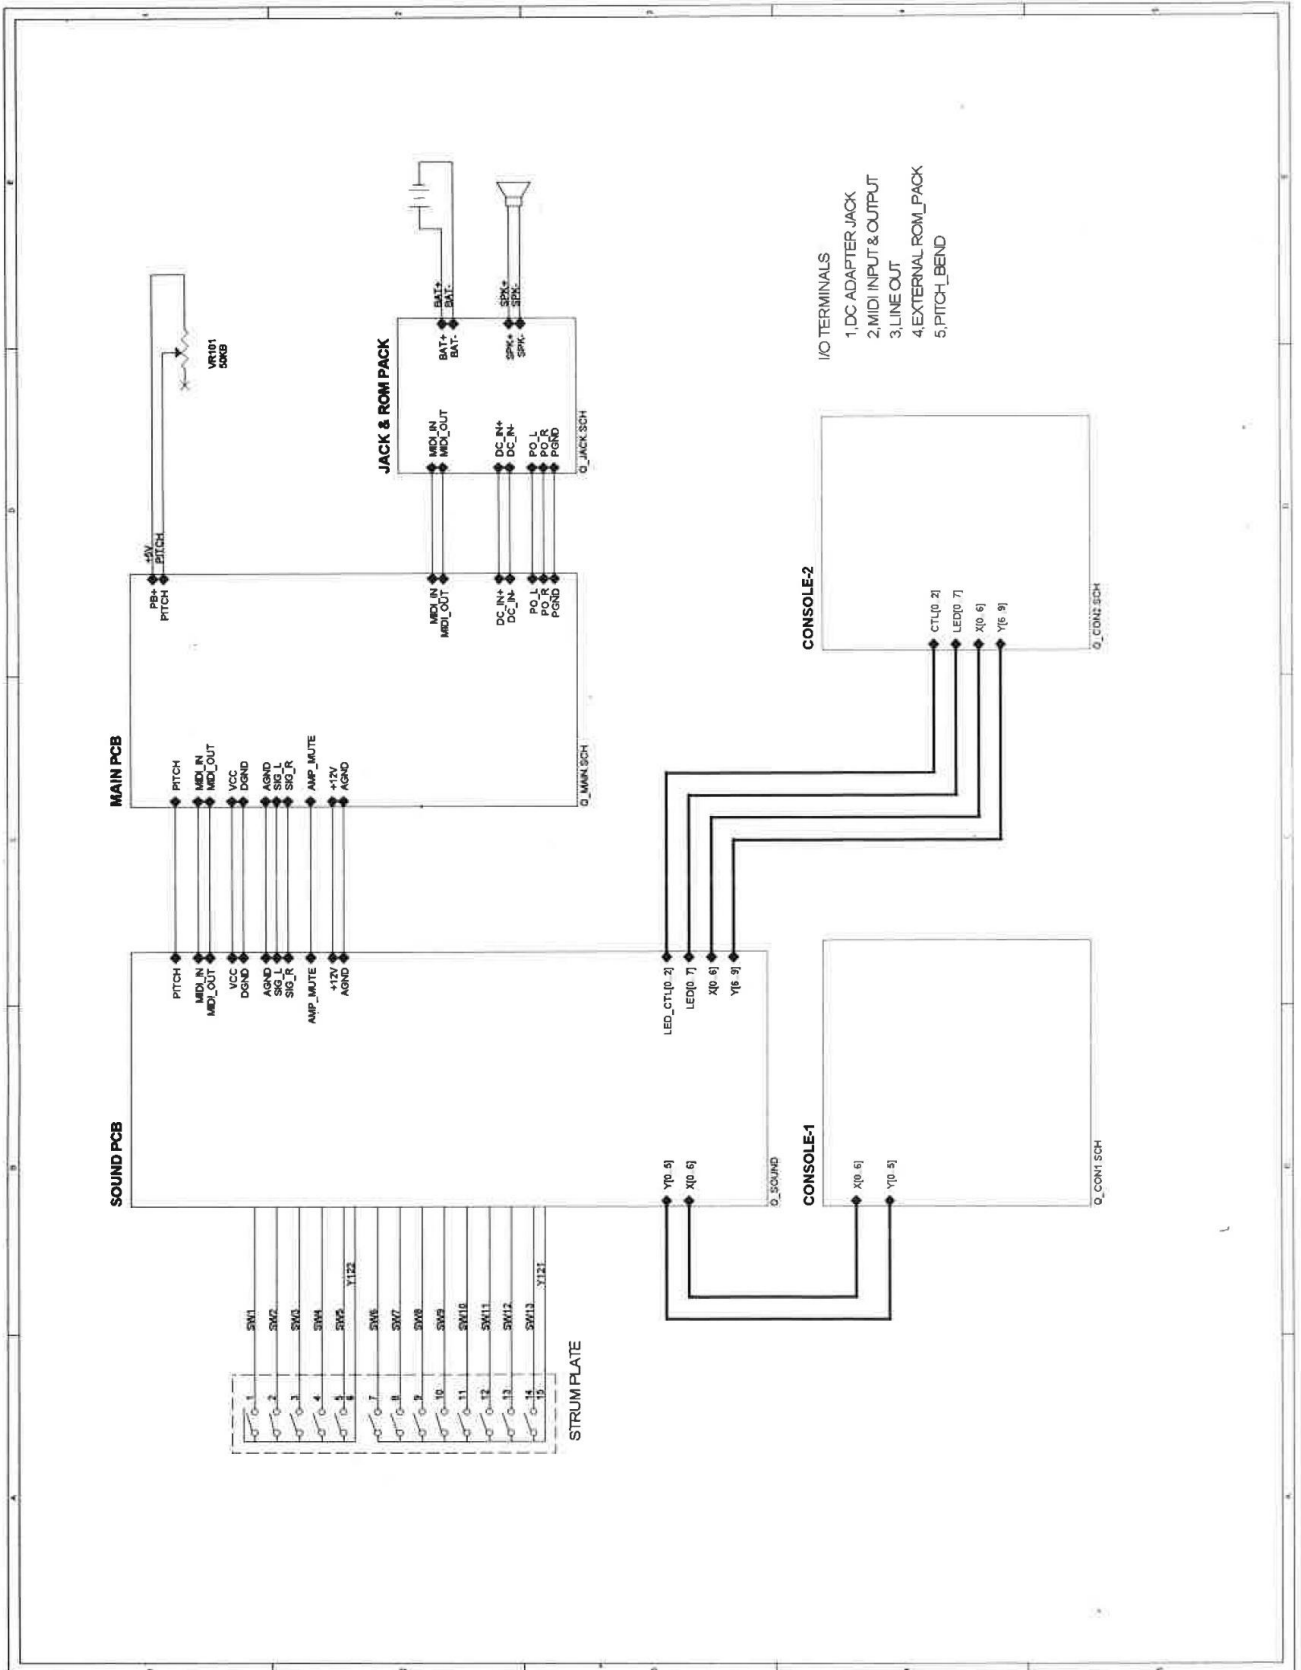 STRUM PLATE
1
2
3
4
5
6
7
8
9
10
11
12
13
14
15
SW1
SW2
SW3
SW4
SW5
Y122
SW6
SW7
SW8
SW9
SW10
SW11
SW12
SW13
Y121
SOUND PCB
PITCH
MIDI_IN
MIDI_OUT
VCC
DGND
AGND
SIG_L
SIG_R
AMP_MUTE
+12V
AGND
LED_CTL[0..2]
LED[0..7]
X[0..6]
Y[6..9]
Y[0..5]
X[0..6]
Q_SOUND
MAIN PCB
PITCH
MIDI_IN
MIDI_OUT
VCC
DGND
AGND
SIG_L
SIG_R
AMP_MUTE
+12V
AGND
PB+
PITCH
MIDI_IN
MIDI_OUT
DC_IN+
DC_IN-
PO_L
PO_R
PGND
Q_MAIN.SCH
+5V
PITCH
VR101
50KB
JACK & ROM PACK
MIDI_IN
MIDI_OUT
DC_IN+
DC_IN-
PO_L
PO_R
PGND
BAT+
BAT-
SPK+
SPK-
Q_JACK.SCH
BAT+
BAT-
SPK+
SPK-
CONSOLE-1
X[0..6]
Y[0..5]
Q_CON1.SCH
CONSOLE-2
CTL[0..2]
LED[0..7]
X[0..6]
Y[6..9]
Q_CON2.SCH
I/O TERMINALS
1,DC ADAPTER JACK
2,MIDI INPUT & OUTPUT
3,LINE OUT
4,EXTERNAL ROM_PACK
5,PITCH_BEND